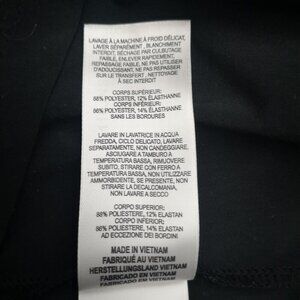 LAVAGE À LA MACHINE À FROID DÉLICAT,
LAVER SÉPARÉMENT, BLANCHIMENT
INTERDIT, SÉCHAGE PAR CULBUTAGE
FAIBLE, ENLEVER RAPIDEMENT,
REPASSAGE FAIBLE, NE PAS UTILISER
D'ADOUCISSANT, NE PAS REPASSER
SUR LE TRANSFERT, NETTOYAGE
À SEC INTERDIT
CORPS SUPÉRIEUR:
88% POLYESTER, 12% ÉLASTHANNE
CORPS INFÉRIEUR:
86% POLYESTER, 14% ÉLASTHANNE
SANS LES BORDURES
LAVARE IN LAVATRICE IN ACQUA
FREDDA, CICLO DELICATO, LAVARE
SEPARATAMENTE, NON CANDEGGIARE,
ASCIUGARE A TAMBURO A
TEMPERATURA BASSA, RIMUOVERE
SUBITO, STIRARE CON FERRO A
TEMPERATURA BASSA, NON UTILIZZARE
AMMORBIDENTE, SE PRESENTE, NON
STIRARE LA DECALCOMANIA,
NON LAVARE A SECCO
CORPO SUPERIORE:
88% POLIESTERE, 12% ELASTAN
CORPO INFERIORE:
86% POLIESTERE, 14% ELASTAN
AD ECCEZIONE DEI BORDINI
MADE IN VIETNAM
FABRIQUÉ AU VIETNAM
HERSTELLUNGSLAND VIETNAM
FABRICADO EN VIETNAM